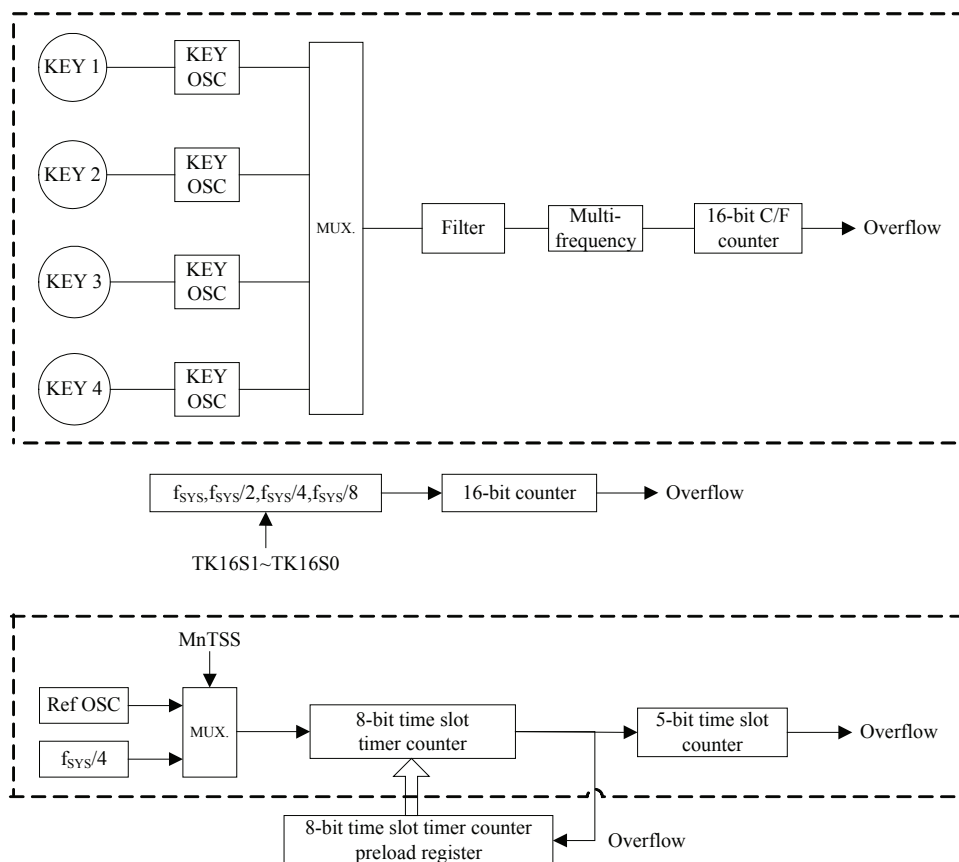 KEY 1
KEY
OSC
KEY 2
KEY
OSC
KEY 3
KEY
OSC
KEY 4
KEY
OSC
MUX.
Filter
Multi-
frequency
16-bit C/F
counter
Overflow
fSYS,fSYS/2,fSYS/4,fSYS/8
16-bit counter
Overflow
TK16S1~TK16S0
MnTSS
Ref OSC
fSYS/4
MUX.
8-bit time slot
timer counter
5-bit time slot
counter
Overflow
8-bit time slot timer counter
preload register
Overflow